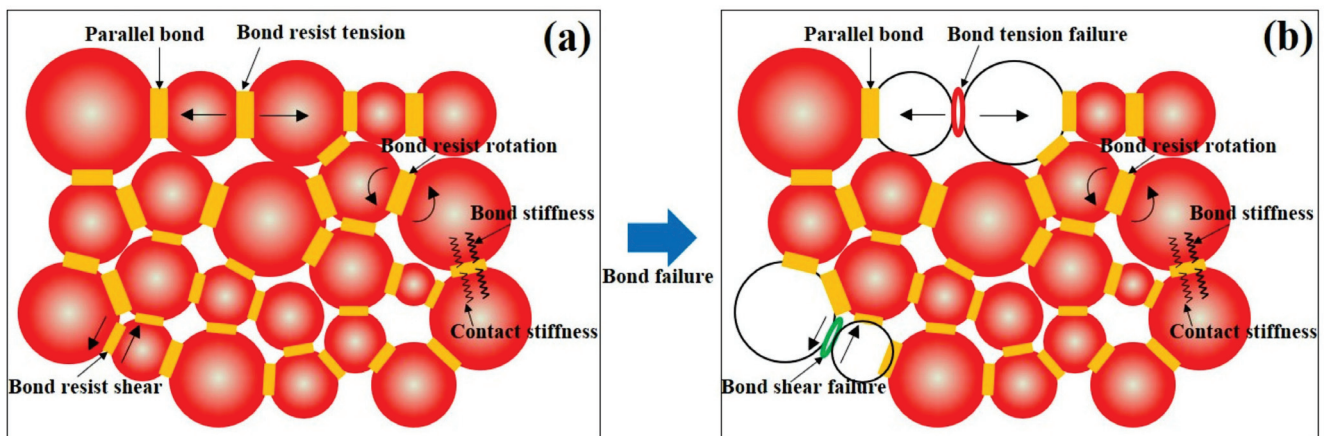 (a)
Parallel bond
Bond resist tension
Bond resist rotation
Bond stiffness
Contact stiffness
Bond resist shear
Bond failure
(b)
Parallel bond
Bond tension failure
Bond resist rotation
Bond stiffness
Contact stiffness
Bond shear failure